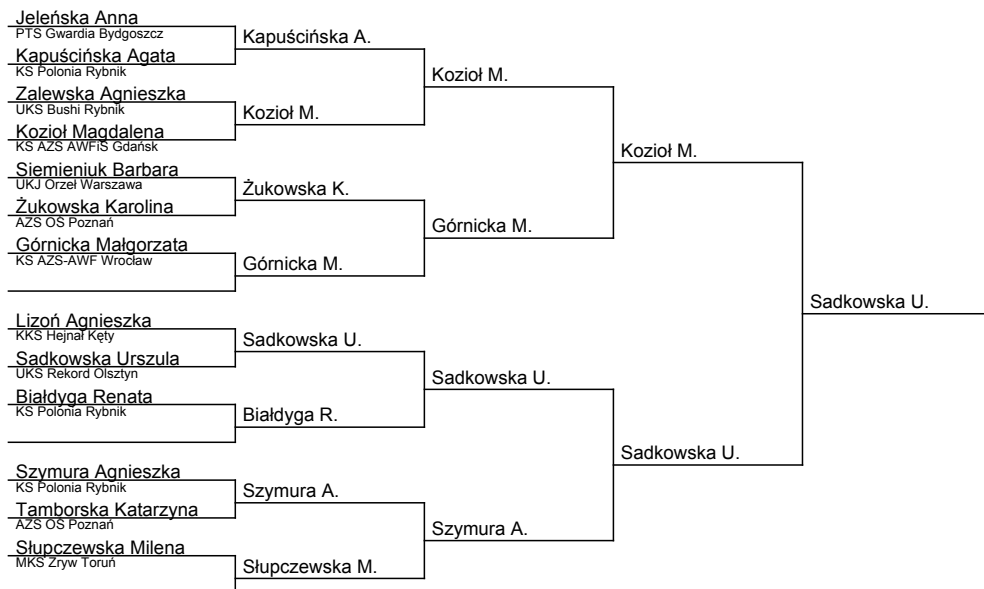 Jeleńska Anna
PTS Gwardia Bydgoszcz
Kapuścińska A.
Kapuścińska Agata
KS Polonia Rybnik
Kozioł M.
Zalewska Agnieszka
UKS Bushi Rybnik
Kozioł M.
Kozioł Magdalena
KS AZS AWFiS Gdańsk
Kozioł M.
Siemieniuk Barbara
UKJ Orzeł Warszawa
Żukowska K.
Żukowska Karolina
AZS OŚ Poznań
Górnicka M.
Górnicka Małgorzata
KS AZS-AWF Wrocław
Górnicka M.
Sadkowska U.
Lizoń Agnieszka
KKS Hejnał Kęty
Sadkowska U.
Sadkowska Urszula
UKS Rekord Olsztyn
Sadkowska U.
Białdyga Renata
KS Polonia Rybnik
Białdyga R.
Sadkowska U.
Szymura Agnieszka
KS Polonia Rybnik
Szymura A.
Tamborska Katarzyna
AZS OŚ Poznań
Szymura A.
Słupczewska Milena
MKS Zryw Toruń
Słupczewska M.